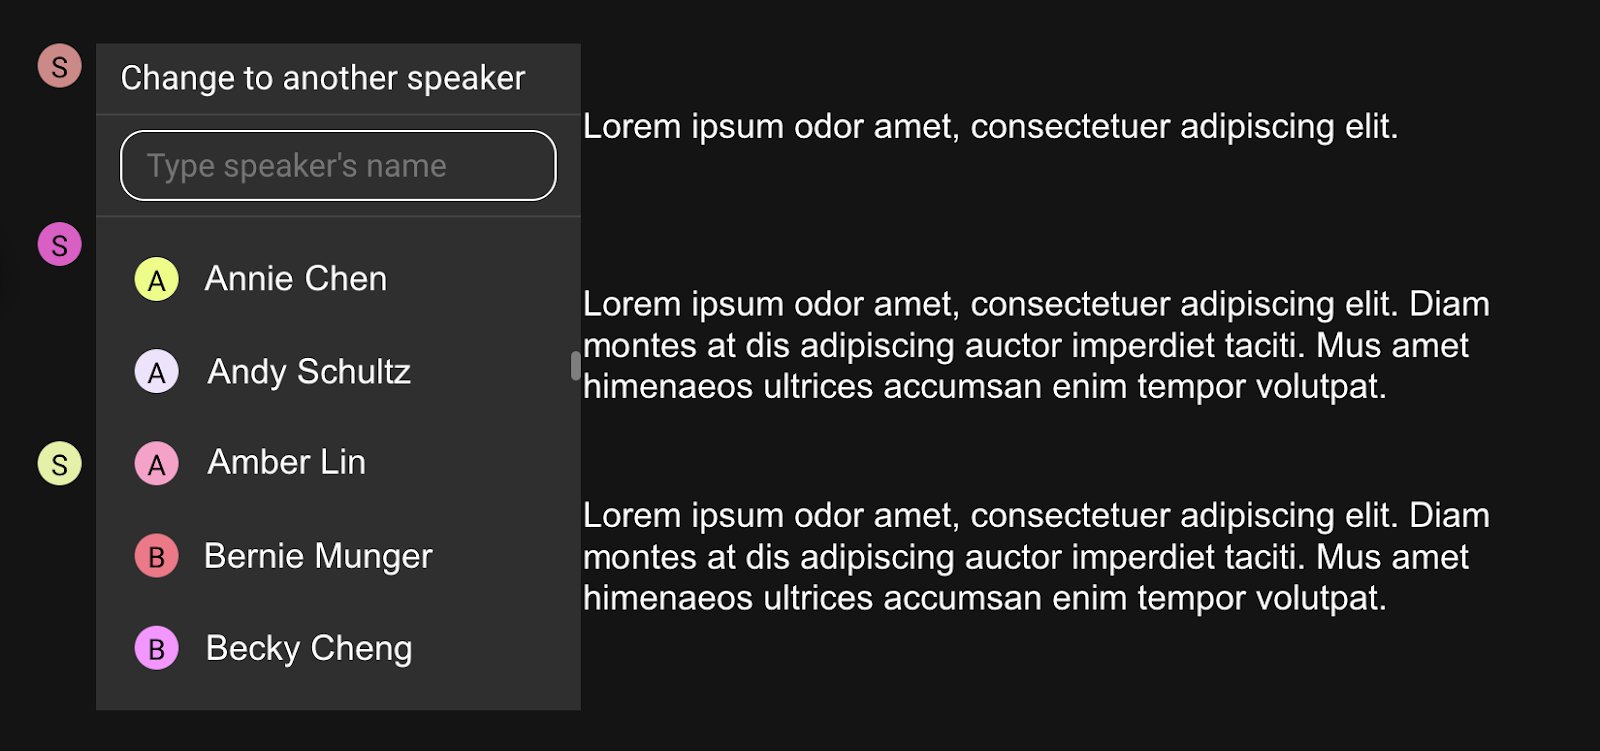 S
Change to another speaker
Type speaker's name
S
A Annie Chen
A Andy Schultz
S
A Amber Lin
B Bernie Munger
B Becky Cheng
Lorem ipsum odor amet, consectetuer adipiscing elit.
Lorem ipsum odor amet, consectetuer adipiscing elit. Diam
montes at dis adipiscing auctor imperdiet taciti. Mus amet
himenaeos ultrices accumsan enim tempor volutpat.
Lorem ipsum odor amet, consectetuer adipiscing elit. Diam
montes at dis adipiscing auctor imperdiet taciti. Mus amet
himenaeos ultrices accumsan enim tempor volutpat.